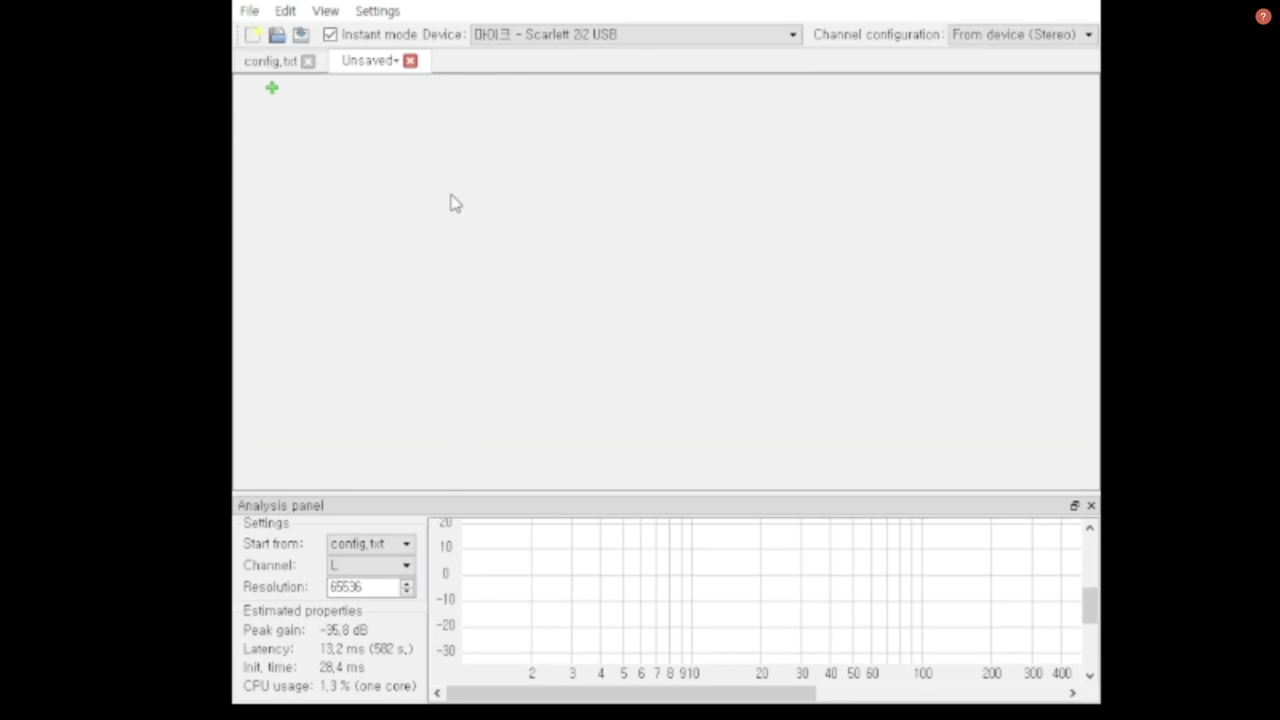 File Edit View Settings
Instant mode Device: 마이크 - Scarlett 2i2 USB Channel configuration: From device (Stereo)
config.txt Unsaved*
Analysis panel
Settings
Start from: config.txt
Channel: L
Resolution: 65536
Estimated properties
Peak gain: -35.8 dB
Latency: 13.2 ms (582 s.)
Init. time: 28.4 ms
CPU usage: 1.3 % (one core)
20
10
0
-10
-20
-30
2 3 4 5 6 7 8 9 10 20 30 40 50 60 100 200 300 400
?